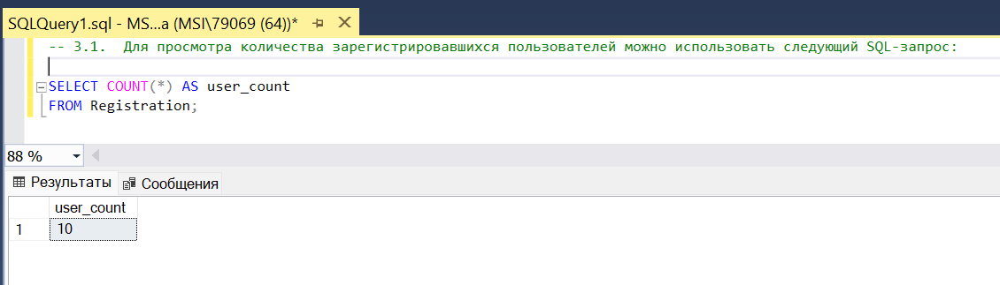 SQLQuery1.sql - MS...a (MSI\79069 (64))*
-- 3.1.  Для просмотра количества зарегистрировавшихся пользователей можно использовать следующий SQL-запрос:
SELECT COUNT(*) AS user_count
FROM Registration;
88 %
Результаты Сообщения
user_count
1 10